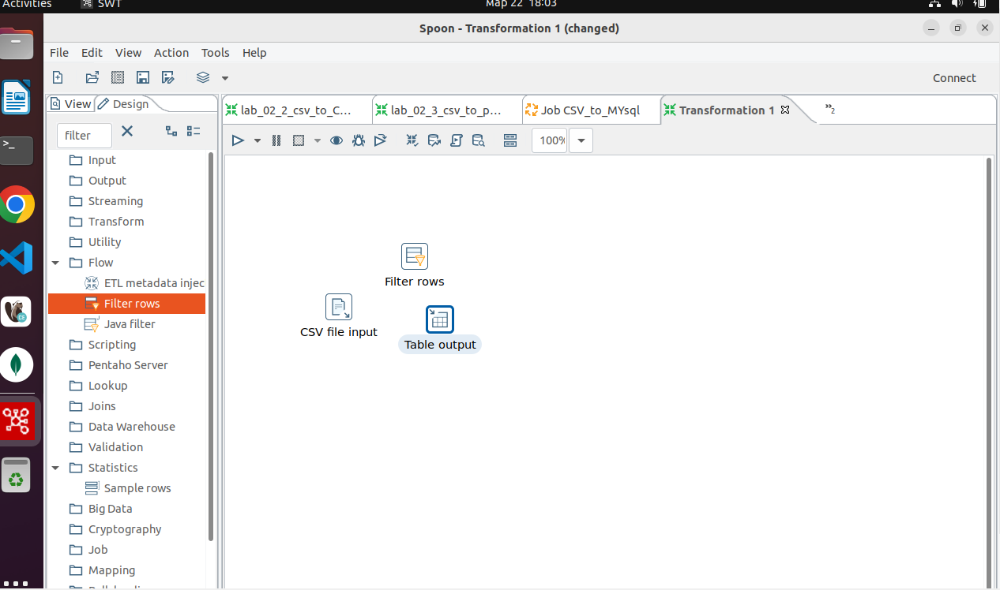 Activities SWT Мар 22 18:03
Spoon - Transformation 1 (changed)
File Edit View Action Tools Help
Connect
View Design
lab_02_2_csv_to_C... lab_02_3_csv_to_p... Job CSV_to_MYsql Transformation 1 »2
filter
100%
Input
Output
Streaming
Transform
Utility
Flow
ETL metadata injec
Filter rows
Java filter
Scripting
Pentaho Server
Lookup
Joins
Data Warehouse
Validation
Statistics
Sample rows
Big Data
Cryptography
Job
Mapping
Filter rows
CSV file input
Table output